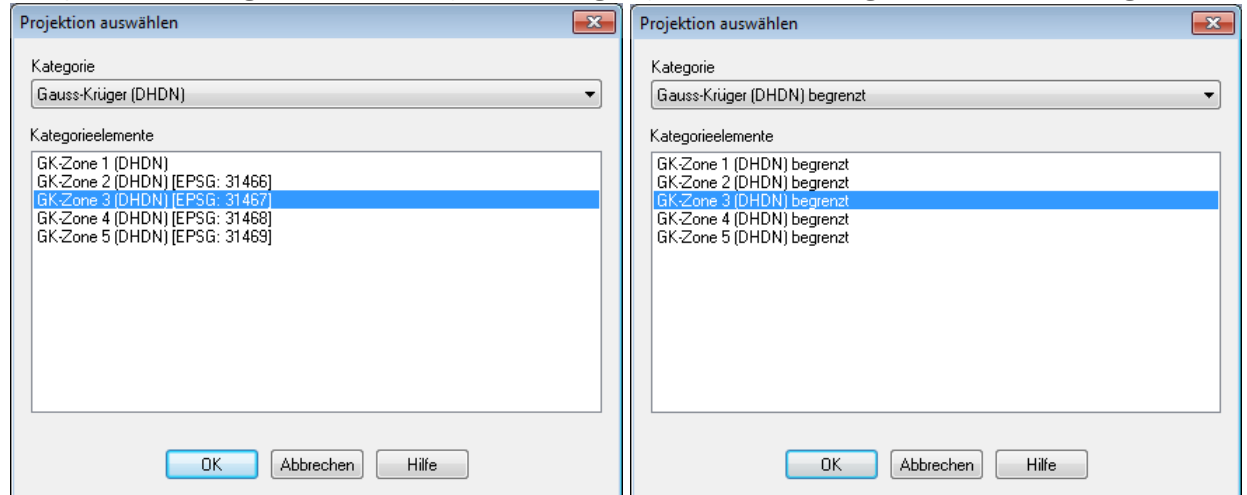 Projektion auswählen
Kategorie
Gauss-Krüger (DHDN)
Kategorieelemente
GK-Zone 1 (DHDN)
GK-Zone 2 (DHDN) [EPSG: 31466]
GK-Zone 3 (DHDN) [EPSG: 31467]
GK-Zone 4 (DHDN) [EPSG: 31468]
GK-Zone 5 (DHDN) [EPSG: 31469]
OK
Abbrechen
Hilfe
Projektion auswählen
Kategorie
Gauss-Krüger (DHDN) begrenzt
Kategorieelemente
GK-Zone 1 (DHDN) begrenzt
GK-Zone 2 (DHDN) begrenzt
GK-Zone 3 (DHDN) begrenzt
GK-Zone 4 (DHDN) begrenzt
GK-Zone 5 (DHDN) begrenzt
OK
Abbrechen
Hilfe